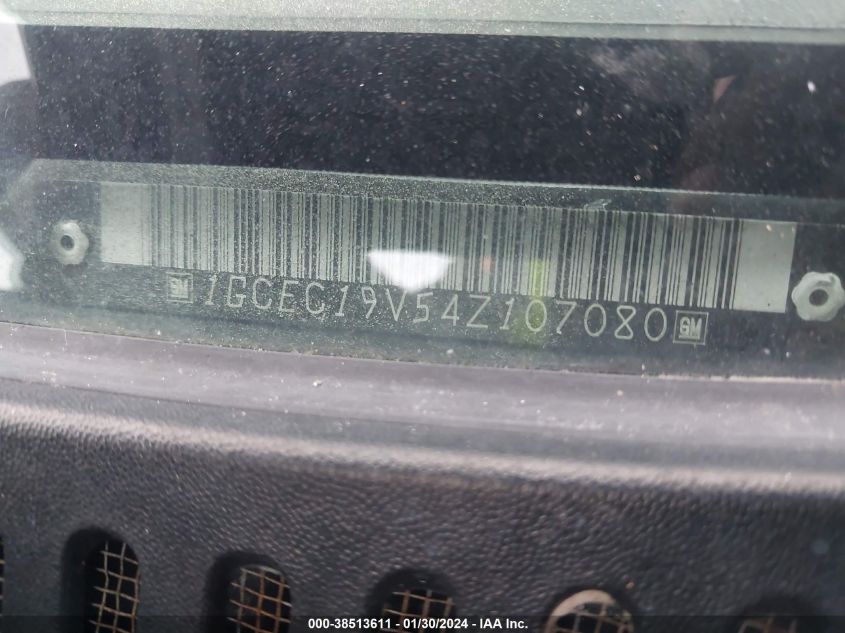 GM 1GCEC19V54Z107080 GM
000-38513611 - 01/30/2024 - IAA Inc.